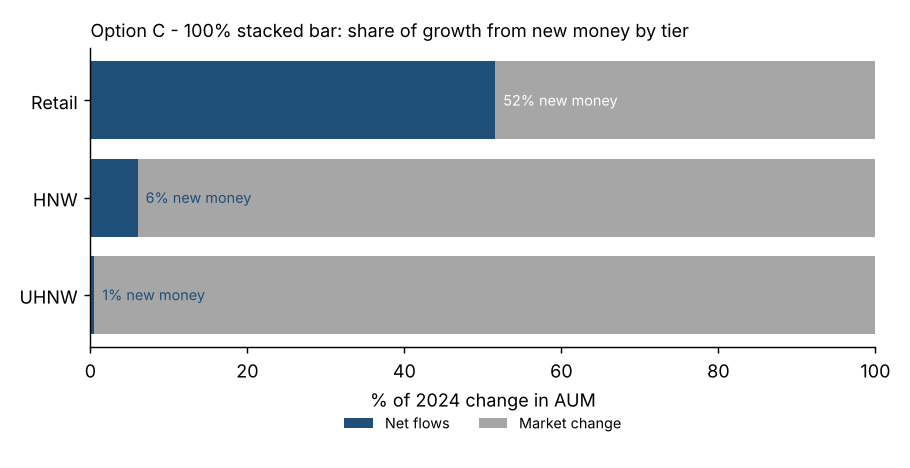 Option C - 100% stacked bar: share of growth from new money by tier
Retail
52% new money
HNW
6% new money
UHNW
1% new money
0 20 40 60 80 100
% of 2024 change in AUM
Net flows Market change